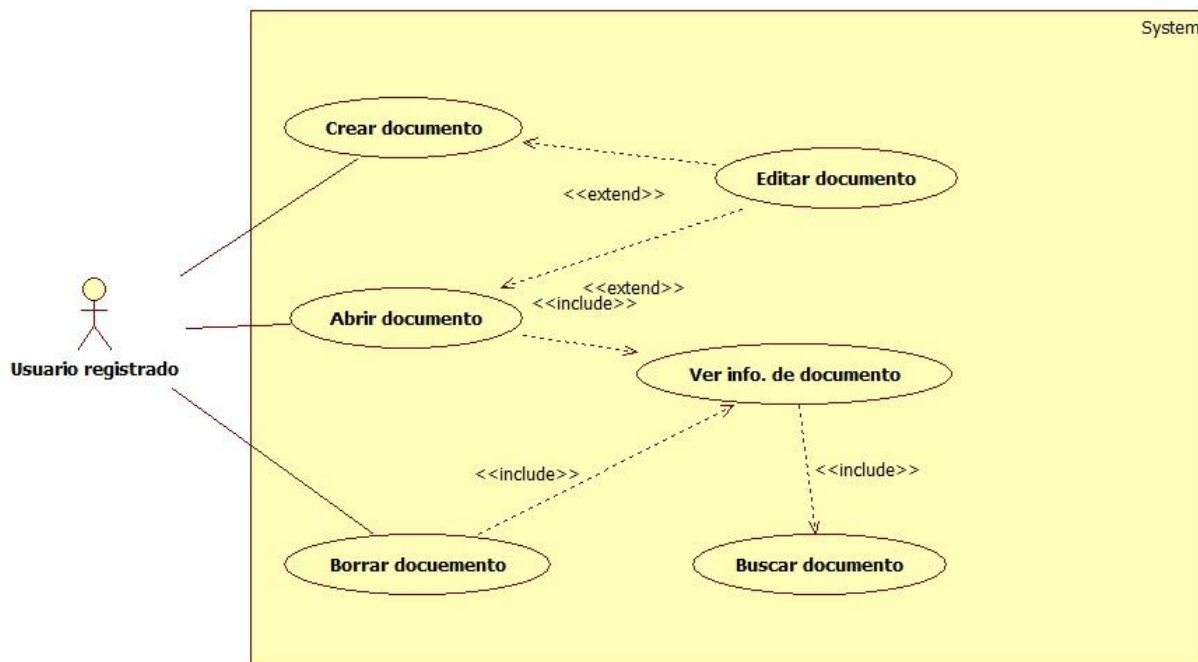 System
Crear documento
Editar documento
<<extend>>
<<extend>>
<<include>>
Abrir documento
Usuario registrado
Ver info. de documento
<<include>>
<<include>>
Borrar docuemento
Buscar documento